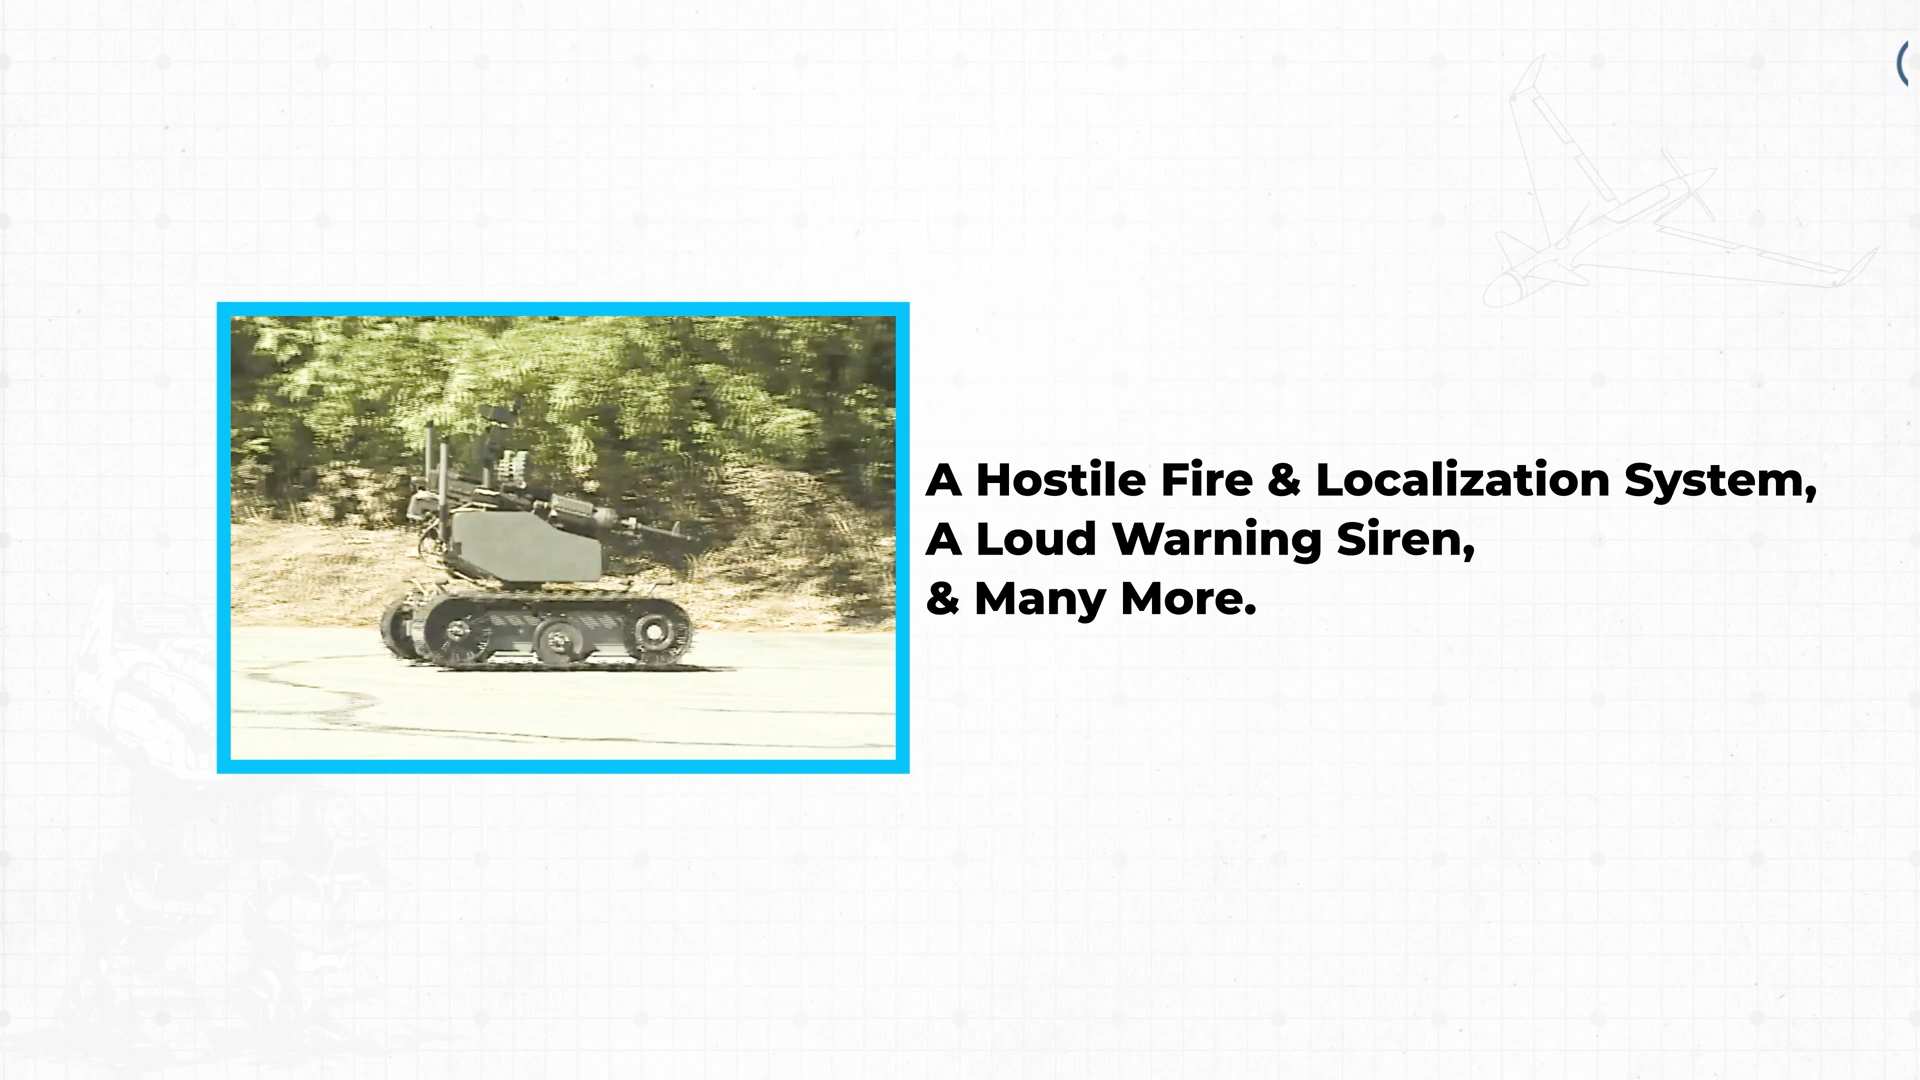 A Hostile Fire & Localization System,
A Loud Warning Siren,
& Many More.